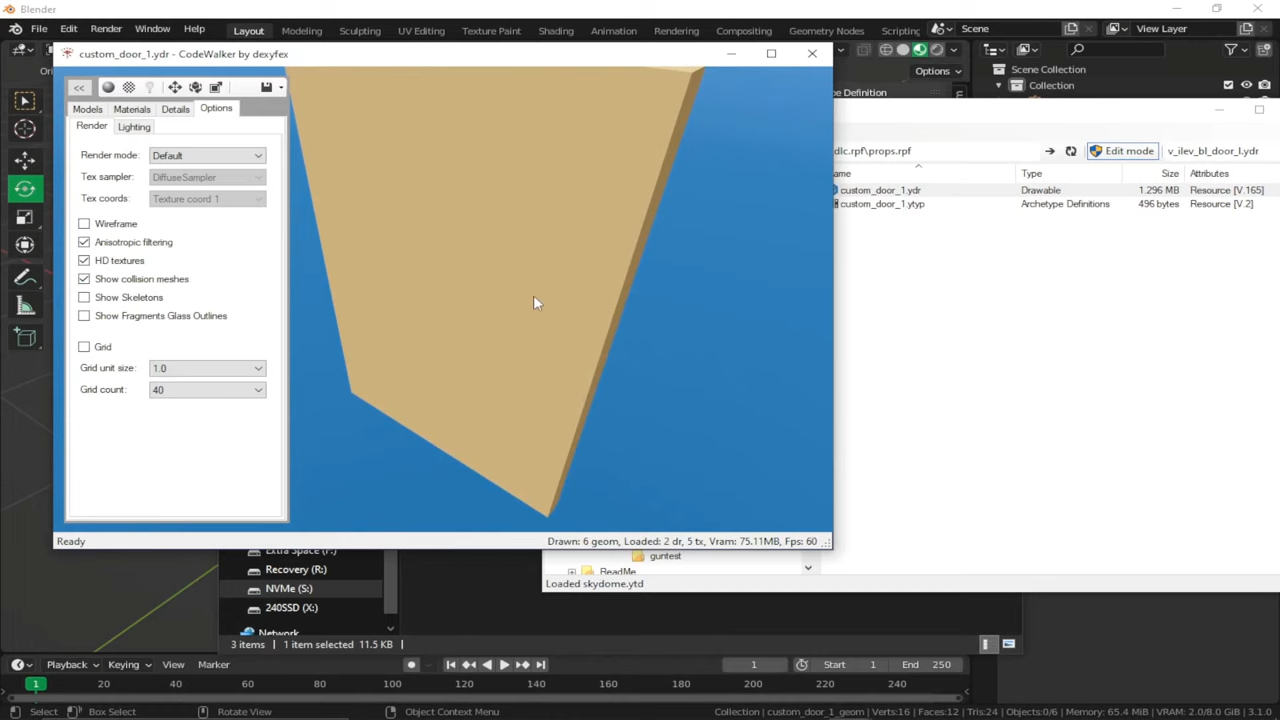 Blender
File Edit Render Window Help Layout Modeling Sculpting UV Editing Texture Paint Shading Animation Rendering Compositing Geometry Nodes Scripting Scene View Layer
custom_door_1.ydr - CodeWalker by dexyfex
Options
Scene Collection
Collection
<<
Models Materials Details Options
Render Lighting
Render mode: Default
Tex sampler: DiffuseSampler
Tex coords: Texture coord 1
Wireframe
Anisotropic filtering
HD textures
Show collision meshes
Show Skeletons
Show Fragments Glass Outlines
Grid
Grid unit size: 1.0
Grid count: 40
Ready Drawn: 6 geom, Loaded: 2 dr, 5 tx, Vram: 75.11MB, Fps: 60
pe Definition
dlc.rpf\props.rpf Edit mode v_ilev_bl_door_l.ydr
ame Type Size Attributes
custom_door_1.ydr Drawable 1.296 MB Resource [V.165]
custom_door_1.ytyp Archetype Definitions 496 bytes Resource [V.2]
Extra Space (F:)
Recovery (R:)
NVMe (S:)
240SSD (X:)
Network
3 items 1 item selected 11.5 KB
guntest
ReadMe
Loaded skydome.ytd
Playback Keying View Marker 1 Start 1 End 250
1 20 40 60 80 100 120 140 160 180 200 220 240
Select Box Select Rotate View Object Context Menu Collection | custom_door_1_geom | Verts:16 | Faces:12 | Tris:24 | Objects:0/6 | Memory: 65.4 MiB | VRAM: 2.0/8.0 GiB | 3.1.0